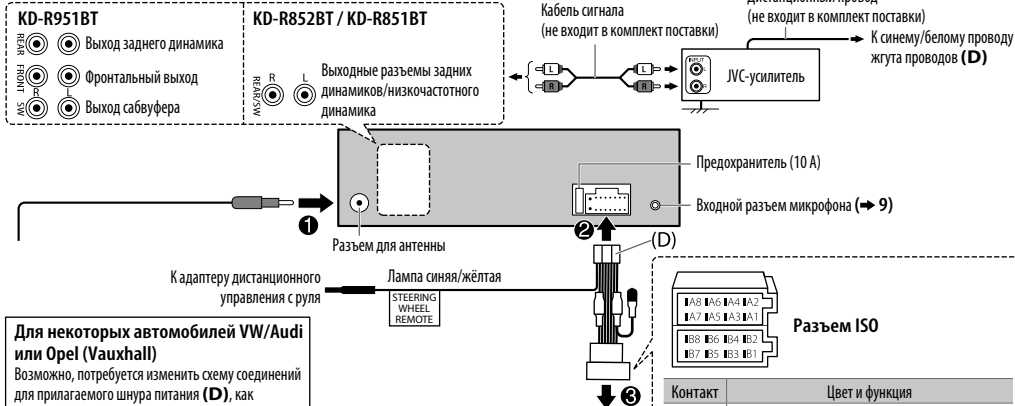 KD-R951BT
REAR
Выход заднего динамика
FRONT
Фронтальный выход
R L
SW
Выход сабвуфера
KD-R852BT / KD-R851BT
REAR/SW
R L
Выходные разъемы задних
динамиков/низкочастотного
динамика
Кабель сигнала
(не входит в комплект поставки)
L
R
L
R
INPUT
L
R
JVC-усилитель
Дистанционный провод
(не входит в комплект поставки)
К синему/белому проводу
жгута проводов (D)
Предохранитель (10 A)
Входной разъем микрофона (➡ 9)
❶
Разъем для антенны
❷
(D)
К адаптеру дистанционного
управления с руля
Лампа синяя/жёлтая
STEERING
WHEEL
REMOTE
❸
Для некоторых автомобилей VW/Audi
или Opel (Vauxhall)
Возможно, потребуется изменить схему соединений
для прилагаемого шнура питания (D), как
A8 A6 A4 A2
A7 A5 A3 A1
B8 B6 B4 B2
B7 B5 B3 B1
Разъем ISO
Контакт Цвет и функция